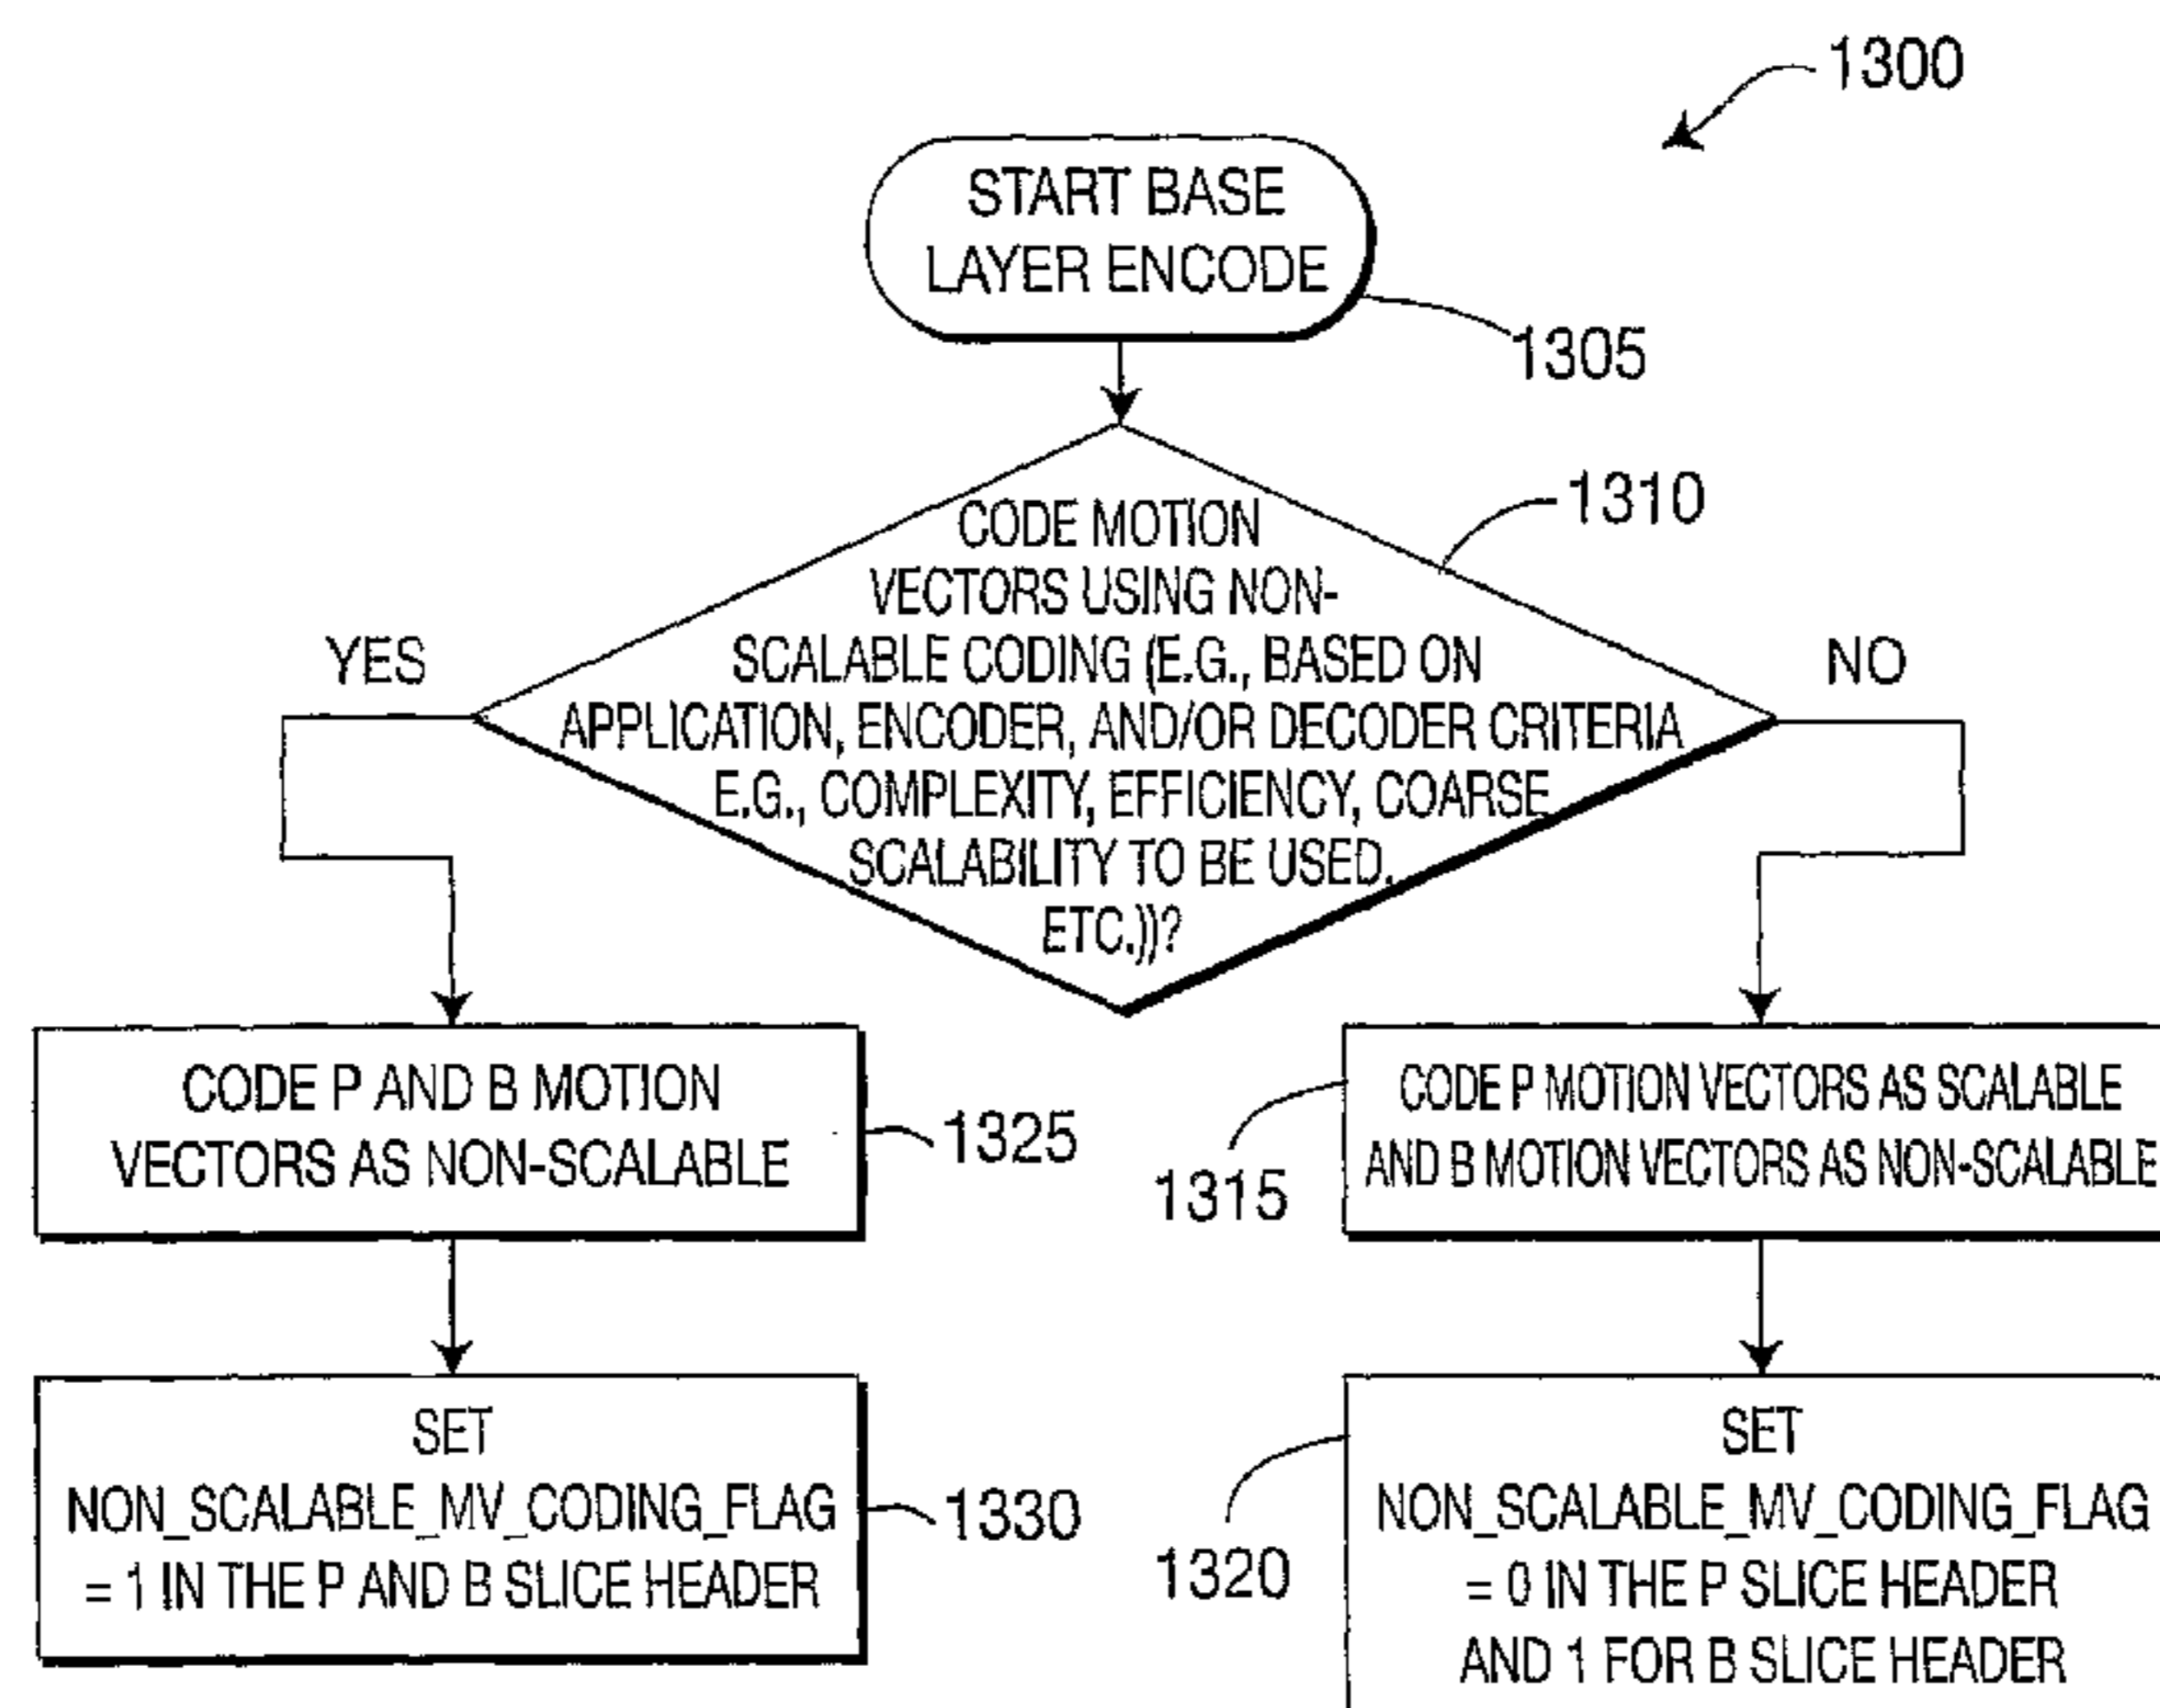 1300
START BASE
LAYER ENCODE
1305
CODE MOTION
VECTORS USING NON-
SCALABLE CODING (E.G., BASED ON
APPLICATION, ENCODER, AND/OR DECODER CRITERIA
E.G., COMPLEXITY, EFFICIENCY, COARSE
SCALABILITY TO BE USED,
ETC.))?
1310
YES
NO
CODE P AND B MOTION
VECTORS AS NON-SCALABLE
1325
1315
CODE P MOTION VECTORS AS SCALABLE
AND B MOTION VECTORS AS NON-SCALABLE
SET
NON_SCALABLE_MV_CODING_FLAG
= 1 IN THE P AND B SLICE HEADER
1330
1320
SET
NON_SCALABLE_MV_CODING_FLAG
= 0 IN THE P SLICE HEADER
AND 1 FOR B SLICE HEADER